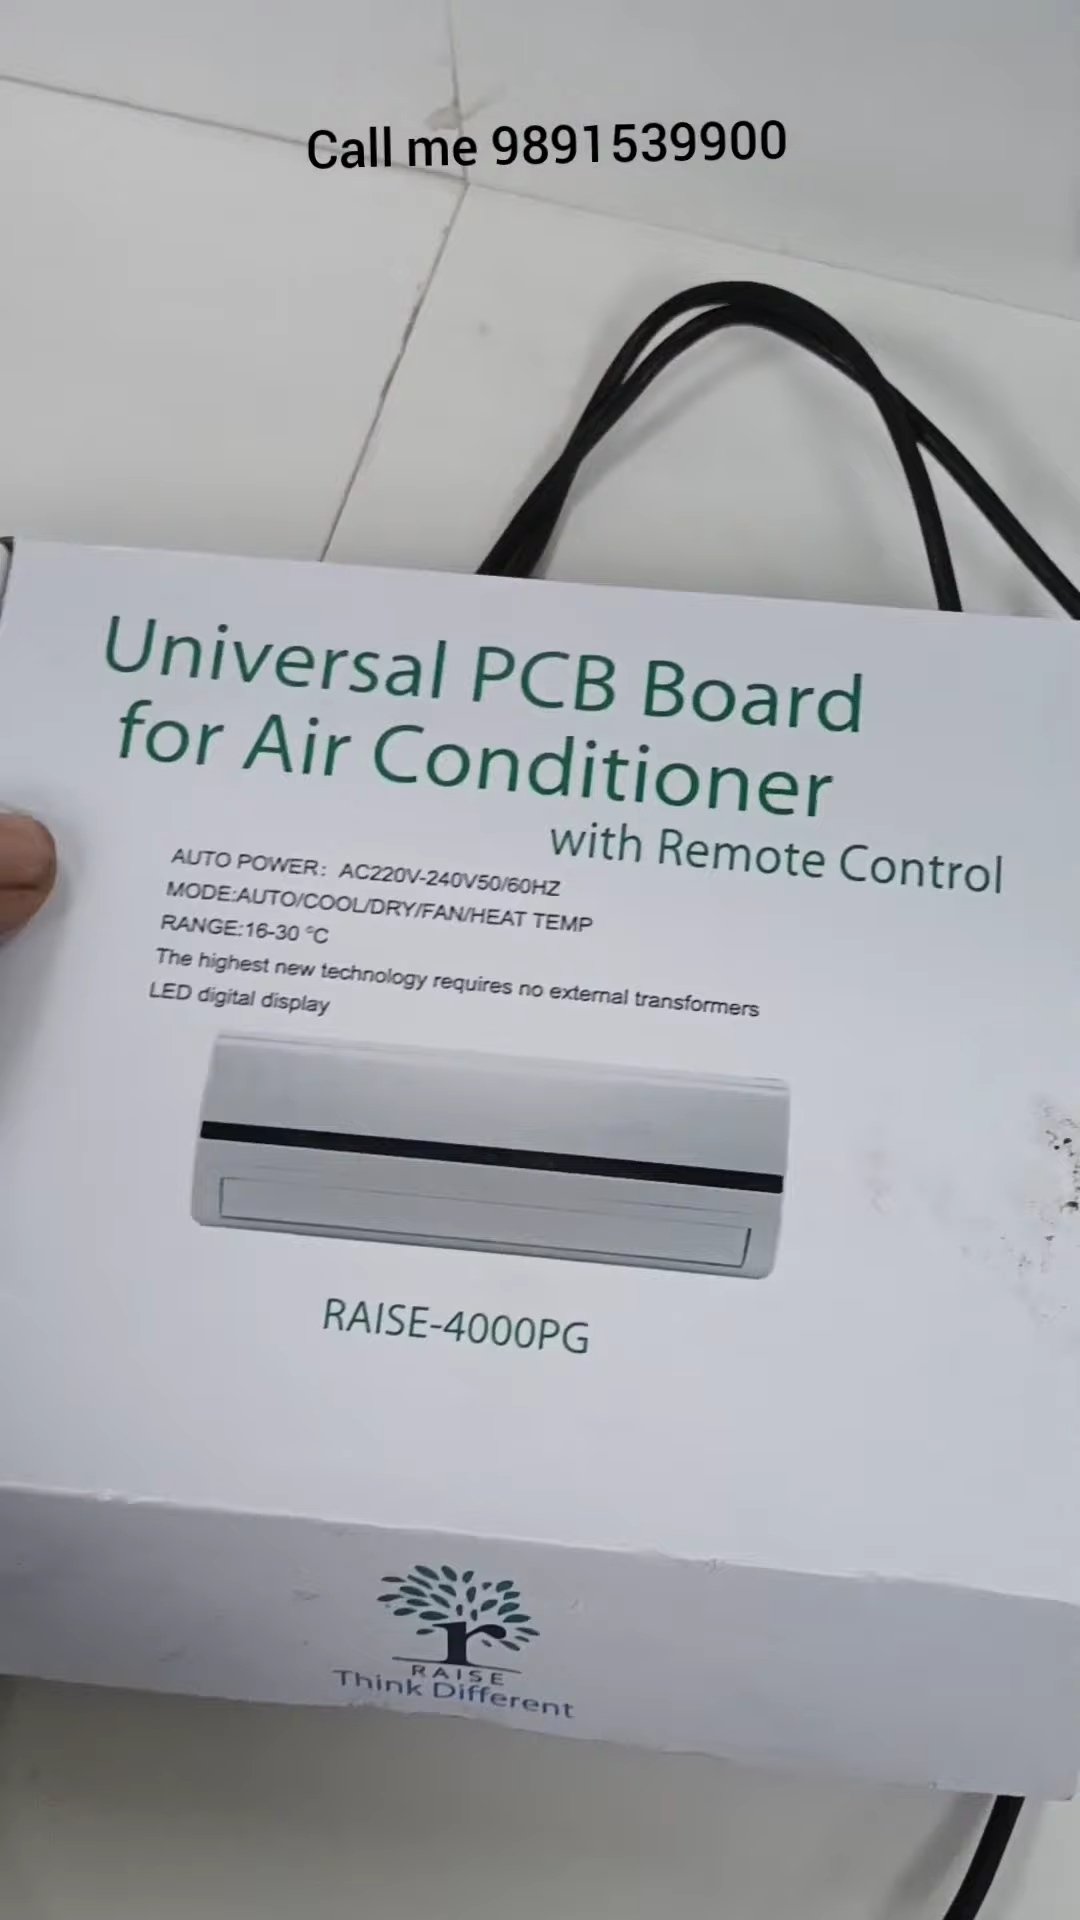 Call me 9891539900
Universal PCB Board
for Air Conditioner
with Remote Control
AUTO POWER: AC220V-240V50/60HZ
MODE:AUTO/COOL/DRY/FAN/HEAT TEMP
RANGE:16-30 °C
The highest new technology requires no external transformers
LED digital display
RAISE-4000PG
r
RAISE
Think Different